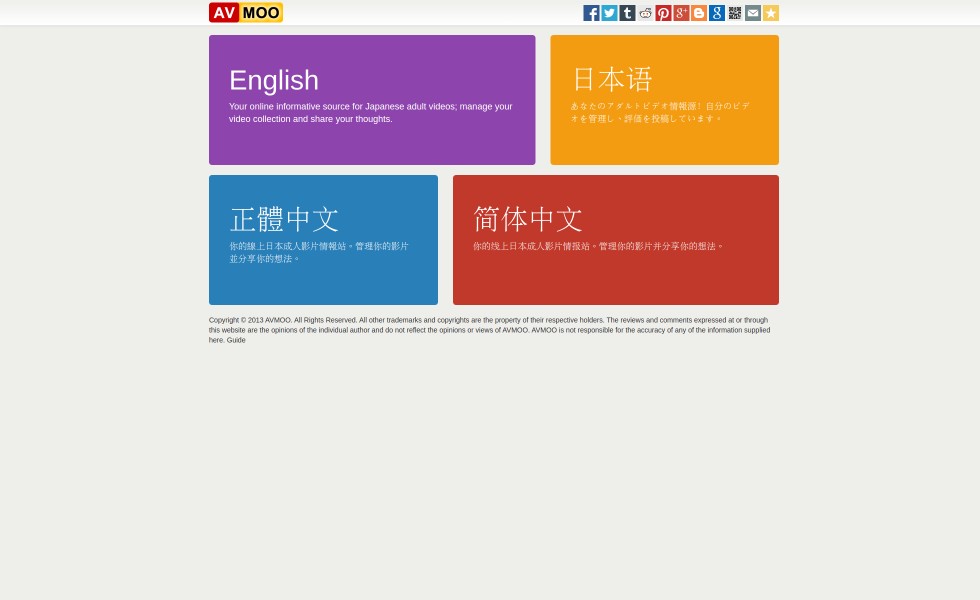 AV MOO
English
Your online informative source for Japanese adult videos; manage your
video collection and share your thoughts.
日本语
あなたのアダルトビデオ情報源！自分のビデ
オを管理し、評価を投稿しています。
正體中文
你的線上日本成人影片情報站。管理你的影片
並分享你的想法。
简体中文
你的线上日本成人影片情报站。管理你的影片并分享你的想法。
Copyright © 2013 AVMOO. All Rights Reserved. All other trademarks and copyrights are the property of their respective holders. The reviews and comments expressed at or through
this website are the opinions of the individual author and do not reflect the opinions or views of AVMOO. AVMOO is not responsible for the accuracy of any of the information supplied
here. Guide